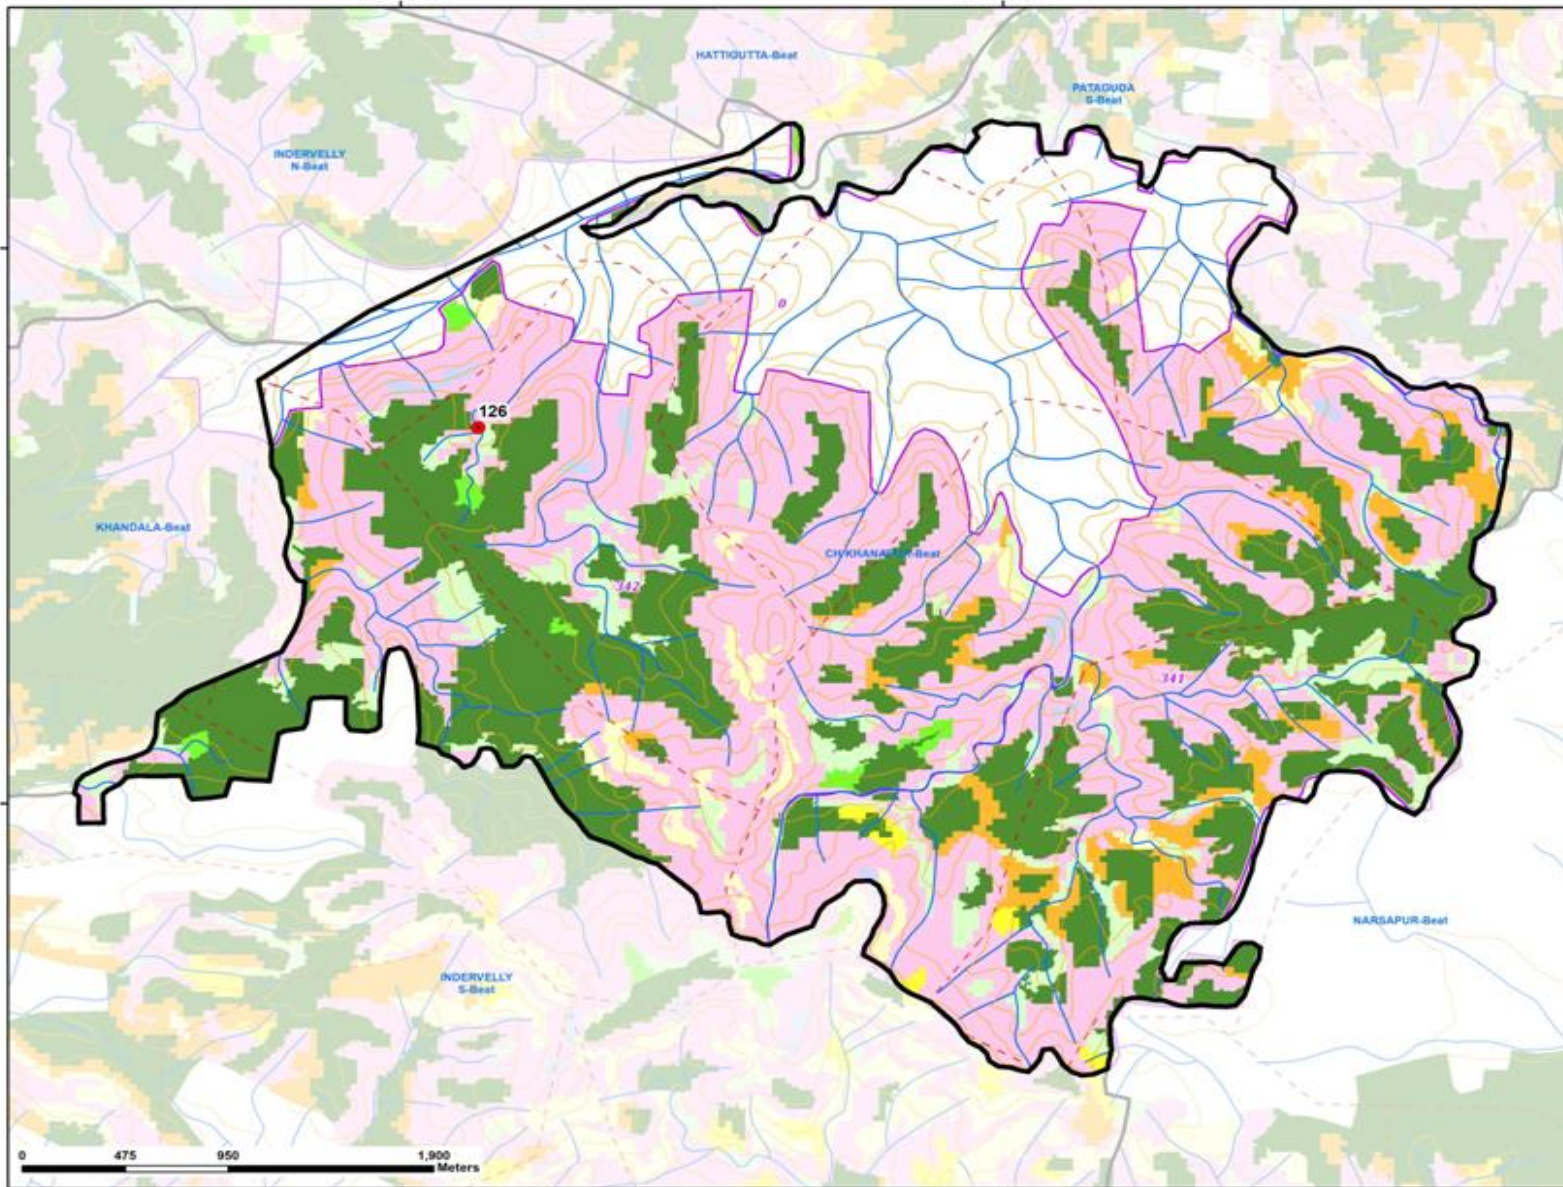 HATTIGUTTA-Beat
PATAGUDA
S-Beat
INDERVELLY
N-Beat
0
126
KHANDALA-Beat
342
341
NARSAPUR-Beat
INDERVELLY
S-Beat
0 475 950 1,900
Meters